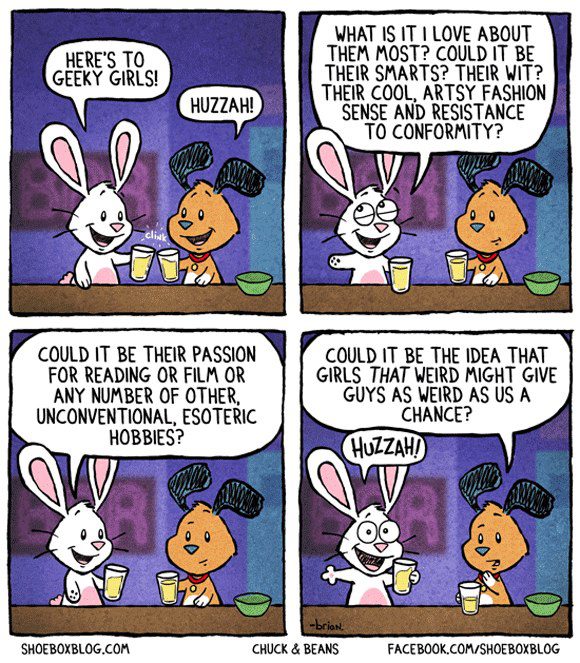 HERE'S TO
GEEKY GIRLS!
HUZZAH!
clink
WHAT IS IT I LOVE ABOUT
THEM MOST? COULD IT BE
THEIR SMARTS? THEIR WIT?
THEIR COOL, ARTSY FASHION
SENSE AND RESISTANCE
TO CONFORMITY?
COULD IT BE THEIR PASSION
FOR READING OR FILM OR
ANY NUMBER OF OTHER,
UNCONVENTIONAL, ESOTERIC
HOBBIES?
COULD IT BE THE IDEA THAT
GIRLS THAT WEIRD MIGHT GIVE
GUYS AS WEIRD AS US A
CHANCE?
HUZZAH!
-brian.
SHOEBOXBLOG.COM
CHUCK & BEANS
FACEBOOK.COM/SHOEBOXBLOG